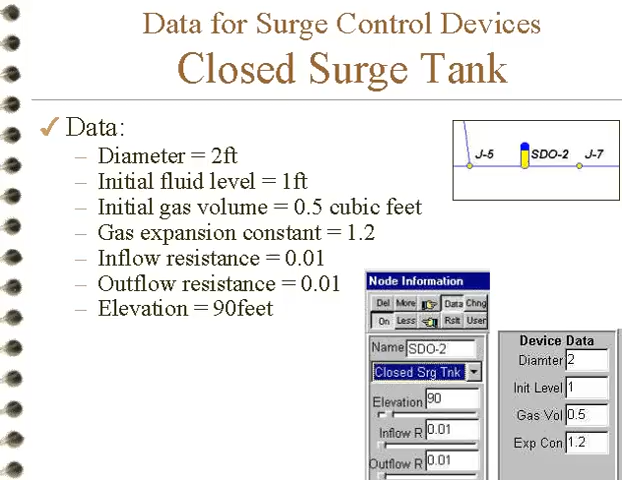 Data for Surge Control Devices
Closed Surge Tank
✓ Data:
– Diameter = 2ft
– Initial fluid level = 1ft
– Initial gas volume = 0.5 cubic feet
– Gas expansion constant = 1.2
– Inflow resistance = 0.01
– Outflow resistance = 0.01
– Elevation = 90feet
J-5 SDO-2 J-7
Node Information
Del More Data Chng
On Less Rslt User
Name SDO-2
Closed Srg Tnk
Elevation 90
Inflow R 0.01
Outflow R 0.01
Device Data
Diamter 2
Init Level 1
Gas Vol 0.5
Exp Con 1.2